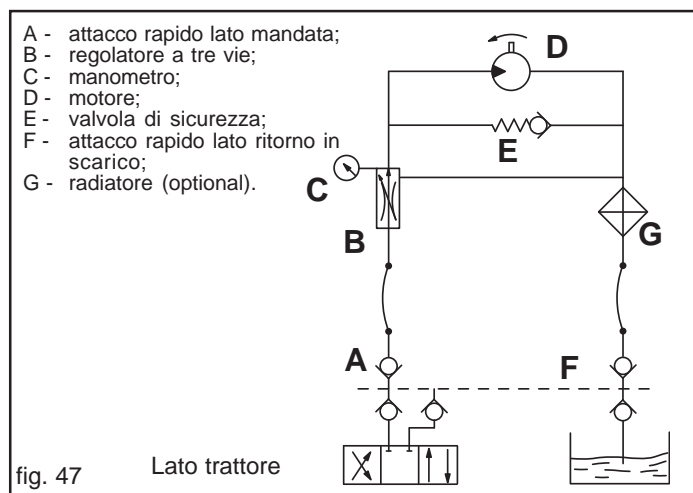 A - attacco rapido lato mandata;
B - regolatore a tre vie;
C - manometro;
D - motore;
E - valvola di sicurezza;
F - attacco rapido lato ritorno in
scarico;
G - radiatore (optional).
D
E
C
B
G
A
F
fig. 47
Lato trattore